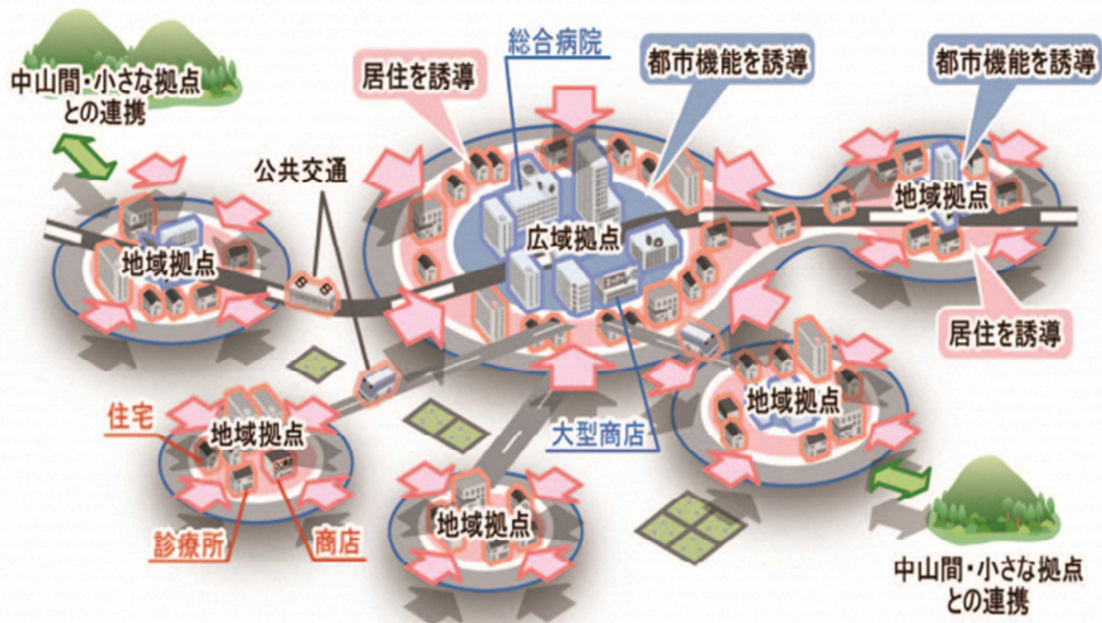 総合病院
居住を誘導
都市機能を誘導
都市機能を誘導
中山間・小さな拠点
との連携
公共交通
地域拠点
広域拠点
地域拠点
居住を誘導
住宅
地域拠点
大型商店
地域拠点
診療所
商店
地域拠点
中山間・小さな拠点
との連携